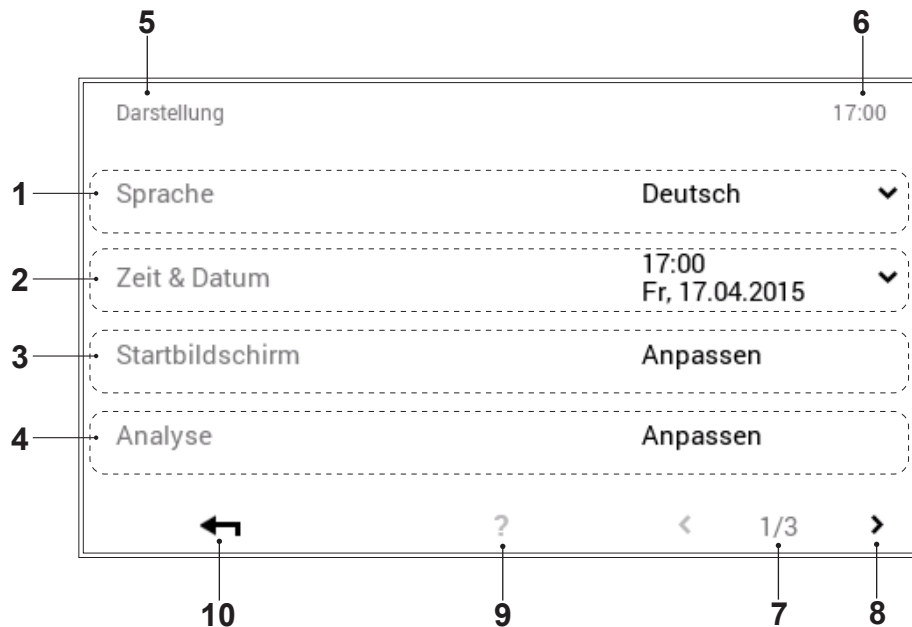 5 6
Darstellung 17:00
1 Sprache Deutsch
2 Zeit & Datum 17:00
Fr, 17.04.2015
3 Startbildschirm Anpassen
4 Analyse Anpassen
? < 1/3 >
10 9 7 8